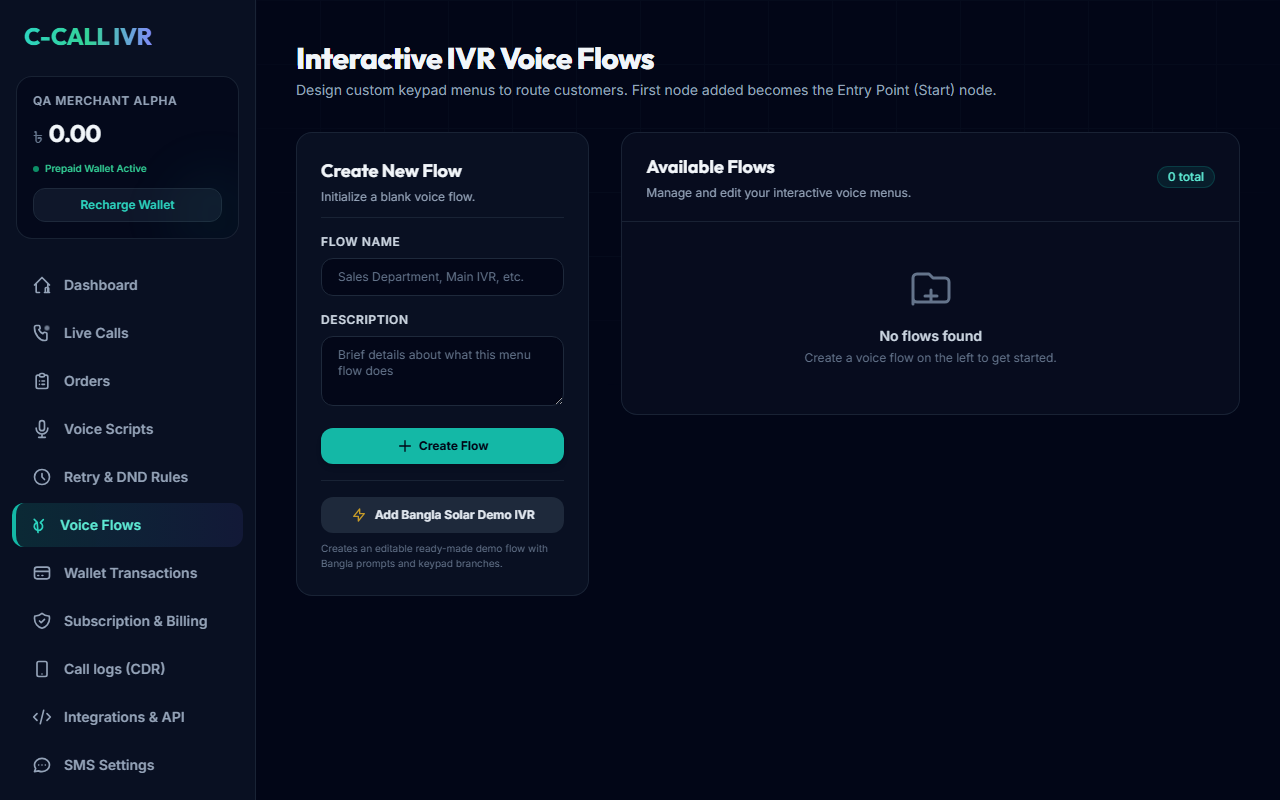 C-CALL IVR
QA MERCHANT ALPHA
৳ 0.00
Prepaid Wallet Active
Recharge Wallet
Dashboard
Live Calls
Orders
Voice Scripts
Retry & DND Rules
Voice Flows
Wallet Transactions
Subscription & Billing
Call logs (CDR)
Integrations & API
SMS Settings
Interactive IVR Voice Flows
Design custom keypad menus to route customers. First node added becomes the Entry Point (Start) node.
Create New Flow
Initialize a blank voice flow.
FLOW NAME
Sales Department, Main IVR, etc.
DESCRIPTION
Brief details about what this menu
flow does
Create Flow
Add Bangla Solar Demo IVR
Creates an editable ready-made demo flow with
Bangla prompts and keypad branches.
Available Flows
Manage and edit your interactive voice menus.
0 total
No flows found
Create a voice flow on the left to get started.